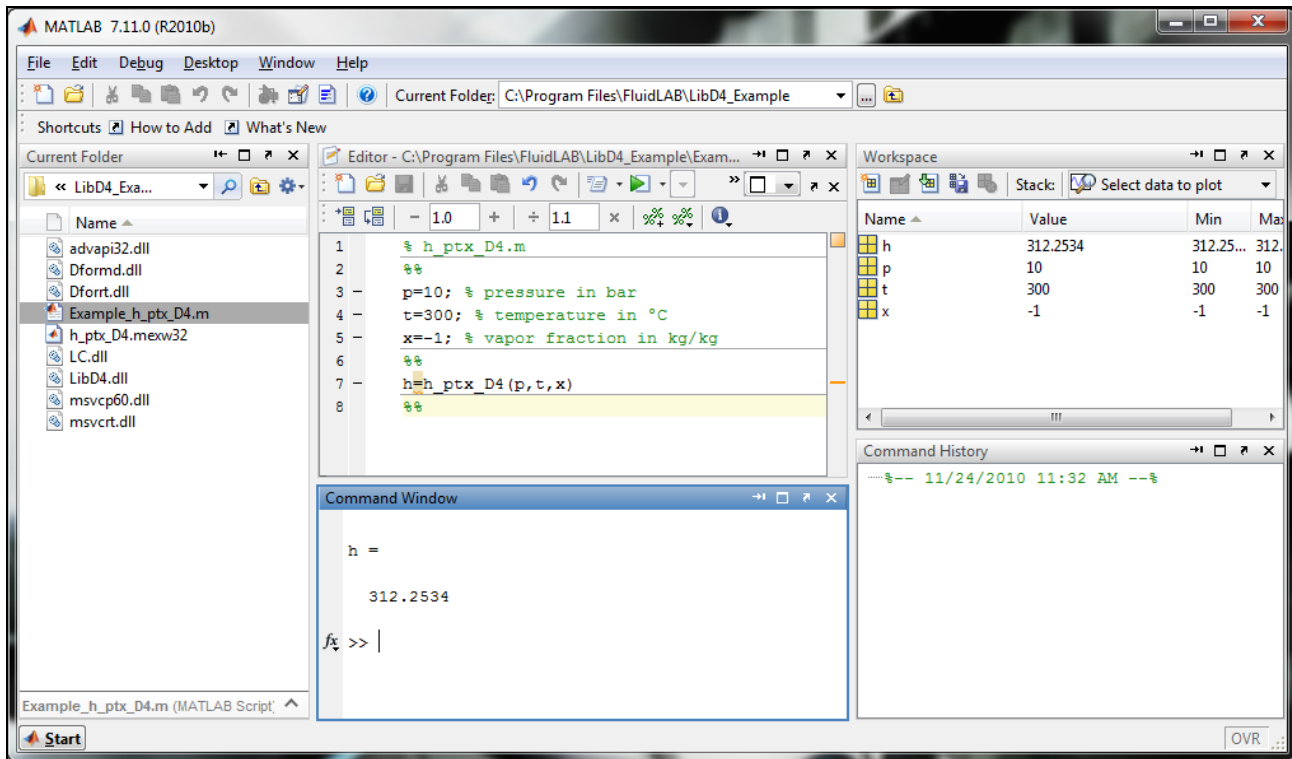 MATLAB 7.11.0 (R2010b)
File Edit Debug Desktop Window Help
Current Folder: C:\Program Files\FluidLAB\LibD4_Example
Shortcuts How to Add What's New
Current Folder
« LibD4_Exa...
Name
advapi32.dll
Dformd.dll
Dforrt.dll
Example_h_ptx_D4.m
h_ptx_D4.mexw32
LC.dll
LibD4.dll
msvcp60.dll
msvcrt.dll
Example_h_ptx_D4.m (MATLAB Script)
Editor - C:\Program Files\FluidLAB\LibD4_Example\Exam...
»
− 1.0 + ÷ 1.1 ×
1 % h_ptx_D4.m
2 %%
3 – p=10; % pressure in bar
4 – t=300; % temperature in °C
5 – x=-1; % vapor fraction in kg/kg
6 %%
7 – h=h_ptx_D4(p,t,x)
8 %%
Command Window
h =
312.2534
fx >>
Workspace
Stack: Select data to plot
Name Value Min Max
h 312.2534 312.25... 312.
p 10 10 10
t 300 300 300
x -1 -1 -1
Command History
%-- 11/24/2010 11:32 AM --%
Start
OVR